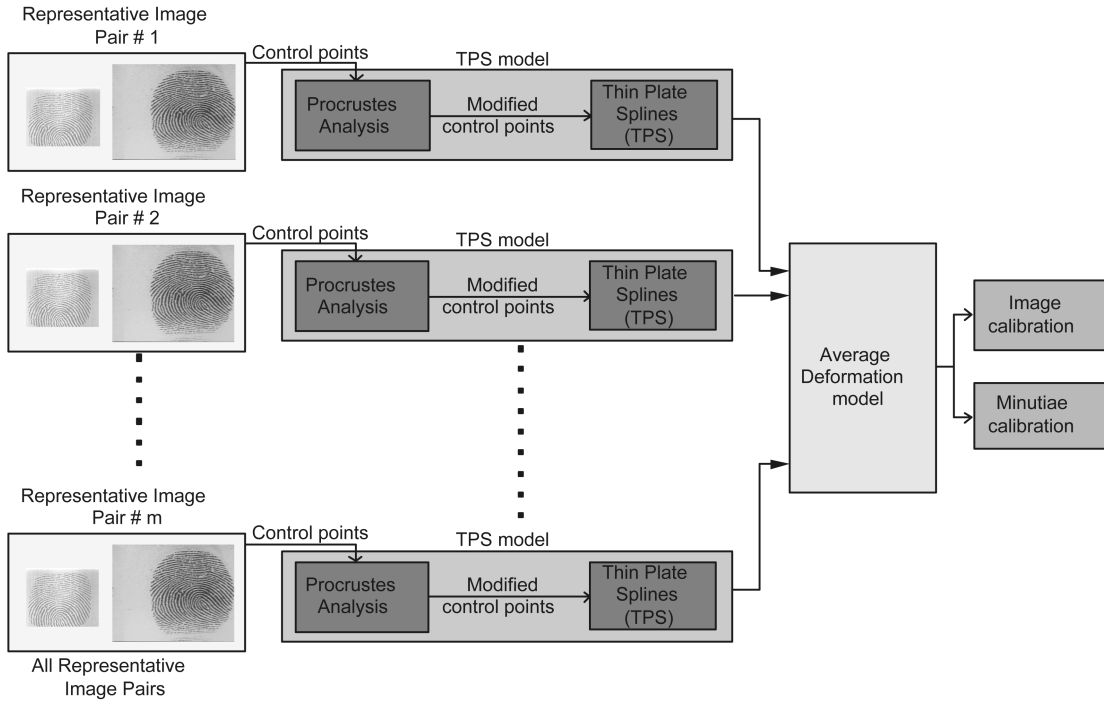 Representative Image
Pair # 1
Control points
TPS model
Procrustes
Analysis
Modified
control points
Thin Plate
Splines
(TPS)
Representative Image
Pair # 2
Control points
TPS model
Procrustes
Analysis
Modified
control points
Thin Plate
Splines
(TPS)
Average
Deformation
model
Image
calibration
Minutiae
calibration
Representative Image
Pair # m
Control points
TPS model
Procrustes
Analysis
Modified
control points
Thin Plate
Splines
(TPS)
All Representative
Image Pairs